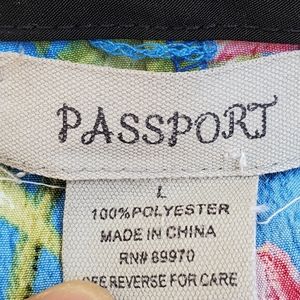 PASSPORT
L
100%POLYESTER
MADE IN CHINA
RN# 89970
SEE REVERSE FOR CARE